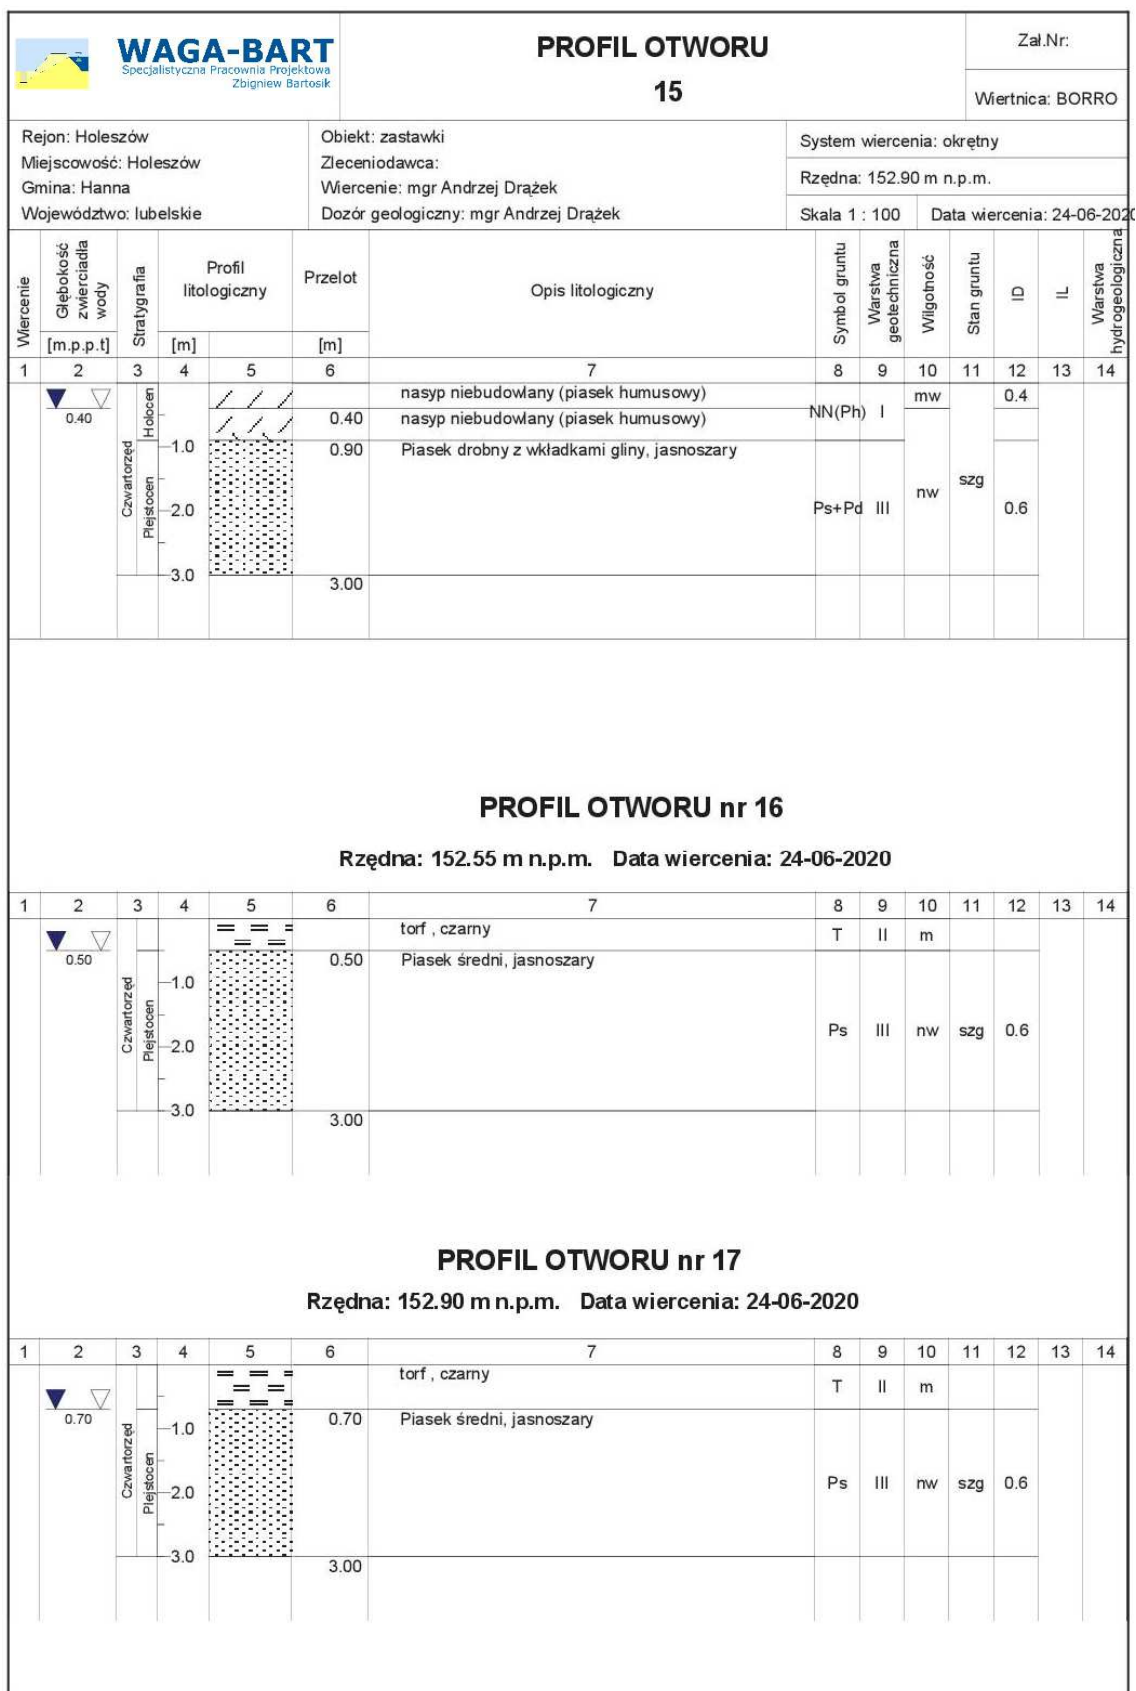 WAGA-BART
Specjalistyczna Pracownia Projektowa
Zbigniew Bartosik
PROFIL OTWORU
15
Zał.Nr:
Wiertnica: BORRO
Rejon: Holeszów
Miejscowość: Holeszów
Gmina: Hanna
Województwo: lubelskie
Obiekt: zastawki
Zleceniodawca:
Wiercenie: mgr Andrzej Drążek
Dozór geologiczny: mgr Andrzej Drążek
System wiercenia: okrętny
Rzędna: 152.90 m n.p.m.
Skala 1 : 100 Data wiercenia: 24-06-2020
Wiercenie
Głębokość zwierciadła wody
[m.p.p.t]
Stratygrafia
Profil litologiczny
[m]
Przelot
[m]
Opis litologiczny
Symbol gruntu
Warstwa geotechniczna
Wilgotność
Stan gruntu
ID
IL
Warstwa hydrogeologiczna
1 2 3 4 5 6 7 8 9 10 11 12 13 14
nasyp niebudowlany (piasek humusowy) mw 0.4
0.40 Holocen 0.40 nasyp niebudowlany (piasek humusowy) NN(Ph) I
1.0 0.90 Piasek drobny z wkładkami gliny, jasnoszary
Czwartorzęd Plejstocen 2.0 Ps+Pd III nw szg 0.6
3.0 3.00
PROFIL OTWORU nr 16
Rzędna: 152.55 m n.p.m. Data wiercenia: 24-06-2020
1 2 3 4 5 6 7 8 9 10 11 12 13 14
torf , czarny T II m
0.50 0.50 Piasek średni, jasnoszary
1.0
Czwartorzęd Plejstocen 2.0 Ps III nw szg 0.6
3.0 3.00
PROFIL OTWORU nr 17
Rzędna: 152.90 m n.p.m. Data wiercenia: 24-06-2020
1 2 3 4 5 6 7 8 9 10 11 12 13 14
torf , czarny T II m
0.70 0.70 Piasek średni, jasnoszary
1.0
Czwartorzęd Plejstocen 2.0 Ps III nw szg 0.6
3.0 3.00